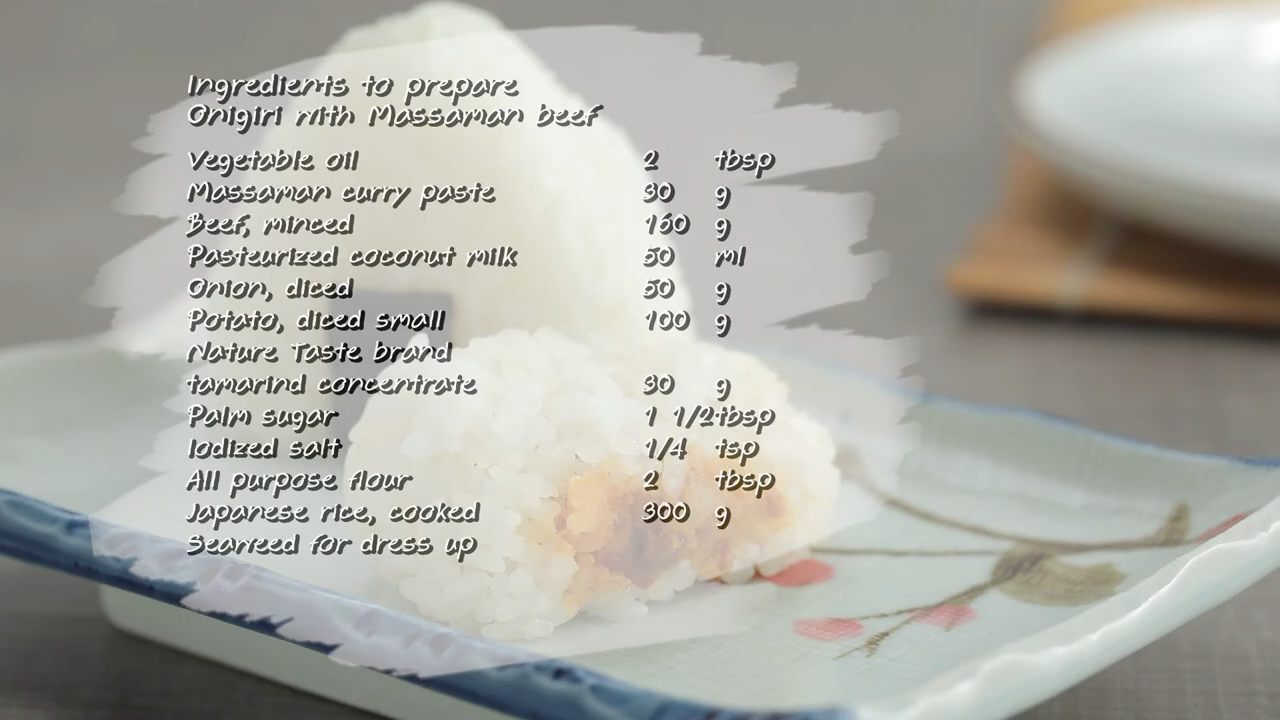 Ingredients to prepare
Onigiri with Massaman beef
Vegetable oil 2 tbsp
Massaman curry paste 30 g
Beef, minced 160 g
Pasteurized coconut milk 50 ml
Onion, diced 50 g
Potato, diced small 100 g
Nature Taste brand
tamarind concentrate 30 g
Palm sugar 1 1/2 tbsp
Iodized salt 1/4 tsp
All purpose flour 2 tbsp
Japanese rice, cooked 300 g
Seaweed for dress up